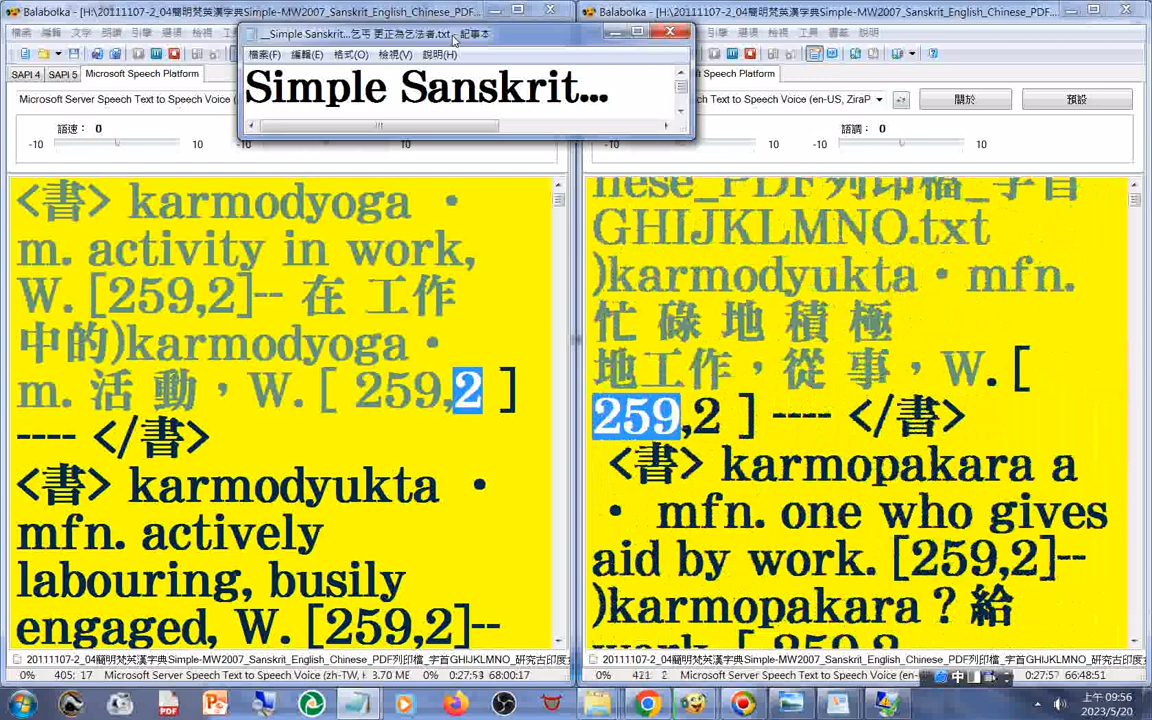 Balabolka - [H:\20111107-2_04簡明梵英漢字典Simple-MW2007_Sanskrit_English_Chinese_PDF...
Balabolka - [H:\20111107-2_04簡明梵英漢字典Simple-MW2007_Sanskrit_English_Chinese_PDF...
__Simple Sanskrit...乞丐 更正為乞法者.txt - 記事本
檔案(F) 編輯(E) 格式(O) 檢視(V) 說明(H)
Simple Sanskrit...
SAPI 4 SAPI 5 Microsoft Speech Platform
t Speech Platform
Microsoft Server Speech Text to Speech Voice (
ch Text to Speech Voice (en-US, ZiraP
關於
預設
語速： 0
語調： 0
-10 10 -10 10
-10 10 -10 10
<書> karmodyoga •
m. activity in work,
W. [259,2]-- 在 工作
中的)karmodyoga •
m. 活 動，W. [ 259,2 ]
---- </書>
<書> karmodyukta •
mfn. actively
labouring, busily
engaged, W. [259,2]--
nese_PDF列印檔_字首
GHIJKLMNO.txt
)karmodyukta • mfn.
忙 碌 地 積 極
地工作，從 事，W. [
259,2 ] ---- </書>
<書> karmopakara a
• mfn. one who gives
aid by work. [259,2]--
)karmopakara？給
work. [ 259,2
20111107-2_04簡明梵英漢字典Simple-MW2007_Sanskrit_English_Chinese_PDF列印檔_字首GHIJKLMNO_研究古印度
20111107-2_04簡明梵英漢字典Simple-MW2007_Sanskrit_English_Chinese_PDF列印檔_字首GHIJKLMNO_研究古印度
0% 405: 17 Microsoft Server Speech Text to Speech Voice (zh-TW, H 3.70 ME 0% 0:27:53 68:00:17
0% 421: 2 Microsoft Server Speech Text to Speech Voice 0% 0:27:57 66:48:51
中
上午 09:56
2023/5/20